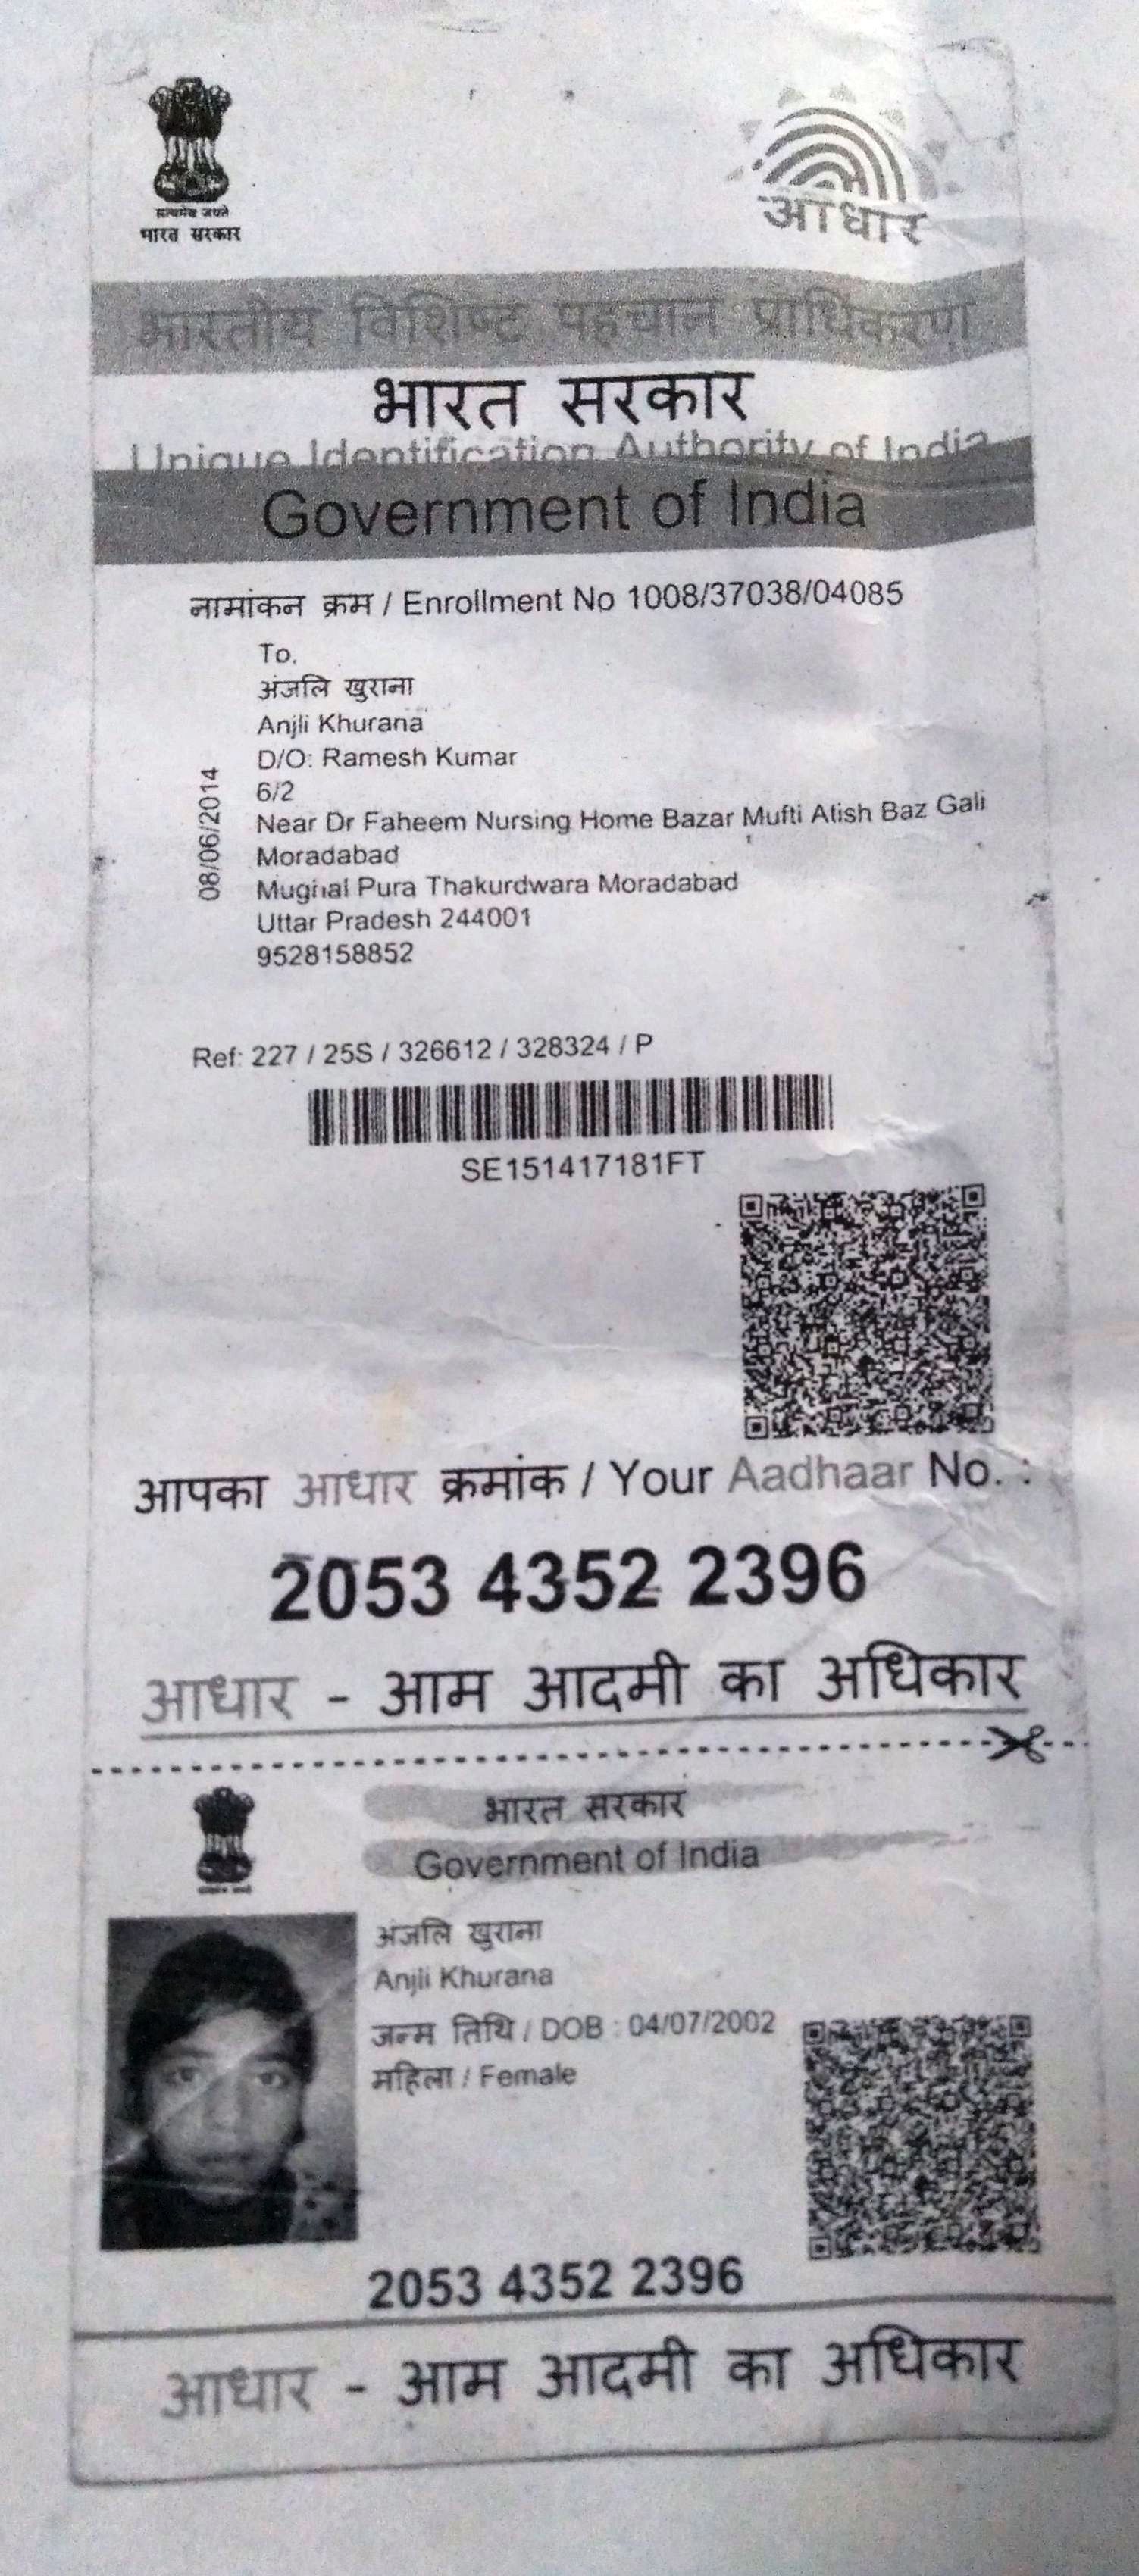 सत्यमेव जयते
भारत सरकार
आधार
भारतीय विशिष्ट पहचान प्राधिकरण
भारत सरकार
Unique Identification Authority of India
Government of India
नामांकन क्रम / Enrollment No 1008/37038/04085
To,
अंजलि खुराना
Anjli Khurana
D/O: Ramesh Kumar
6/2
Near Dr Faheem Nursing Home Bazar Mufti Atish Baz Gali
Moradabad
Mughal Pura Thakurdwara Moradabad
Uttar Pradesh 244001
9528158852
08/06/2014
Ref: 227 / 25S / 326612 / 328324 / P
SE151417181FT
आपका आधार क्रमांक / Your Aadhaar No. :
2053 4352 2396
आधार - आम आदमी का अधिकार
भारत सरकार
Government of India
अंजलि खुराना
Anjli Khurana
जन्म तिथि / DOB : 04/07/2002
महिला / Female
2053 4352 2396
आधार - आम आदमी का अधिकार